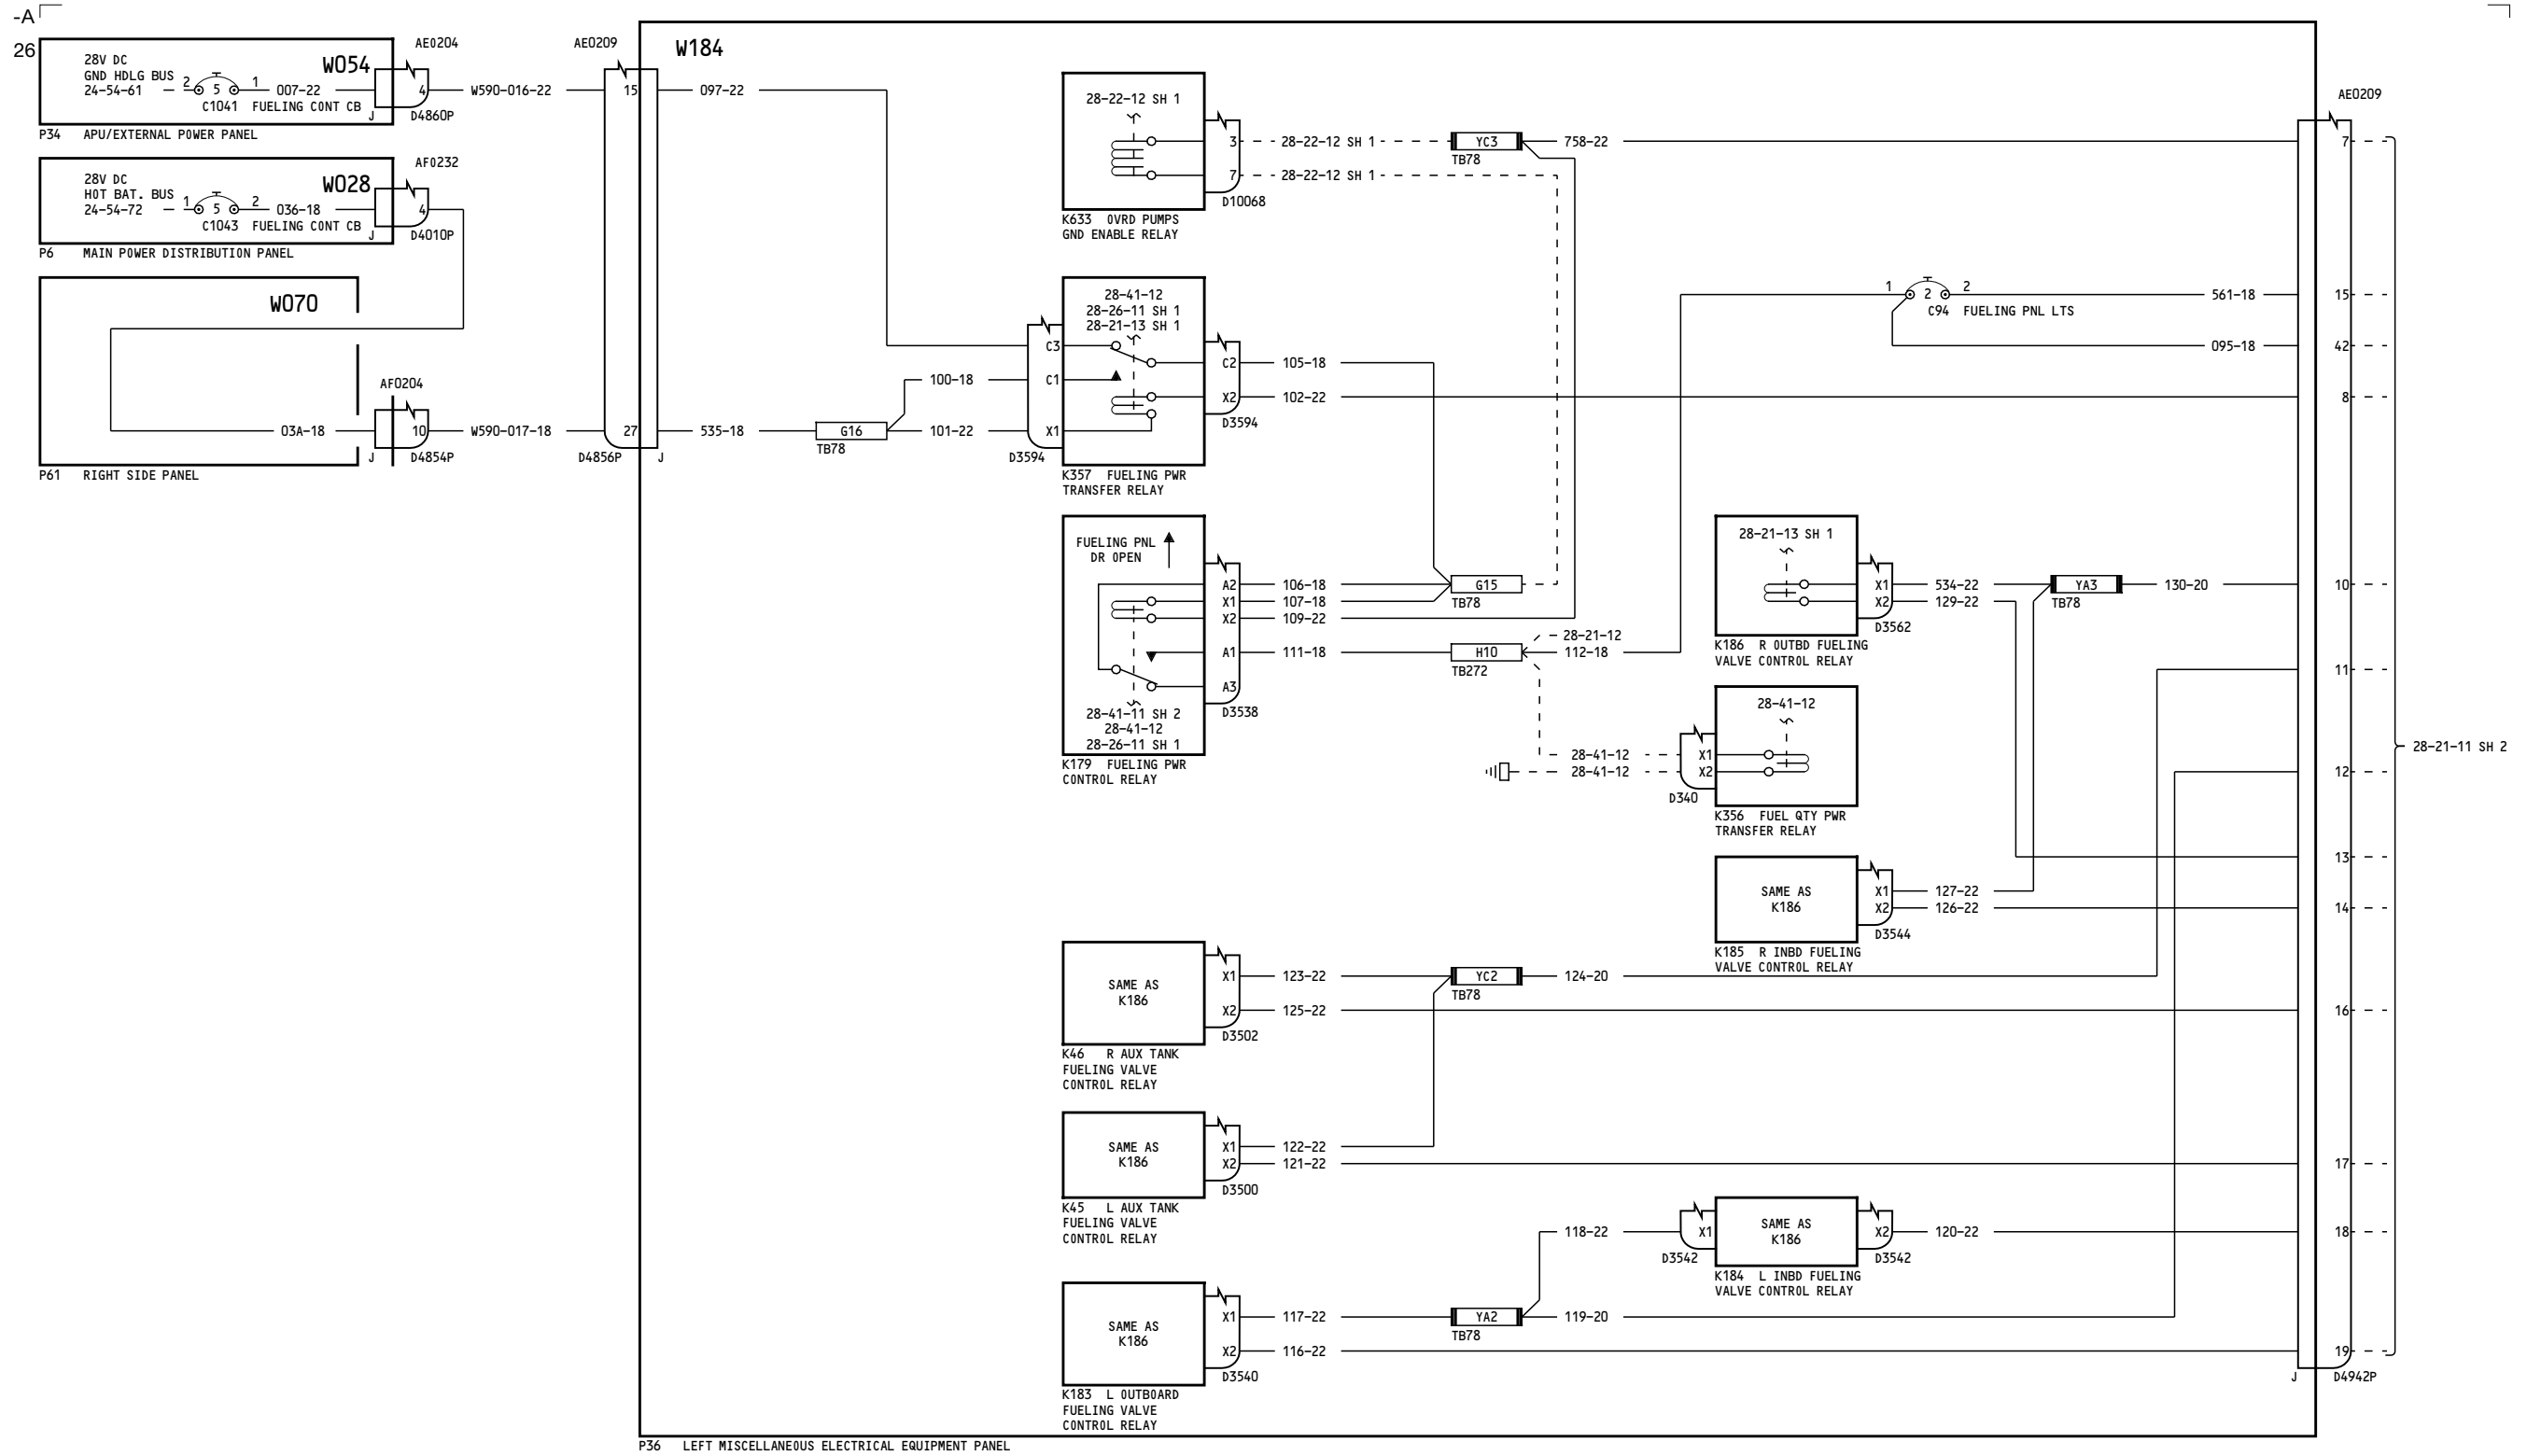 -A
26
28V DC
GND HDLG BUS
24-54-61
2
5
1
007-22
C1041 FUELING CONT CB
W054
J
4
AE0204
D4860P
P34 APU/EXTERNAL POWER PANEL
W590-016-22
28V DC
HOT BAT. BUS
24-54-72
1
5
2
036-18
C1043 FUELING CONT CB
W028
J
4
AF0232
D4010P
P6 MAIN POWER DISTRIBUTION PANEL
W070
03A-18
AF0204
10
J
D4854P
P61 RIGHT SIDE PANEL
W590-017-18
AE0209
15
27
D4856P
J
W184
097-22
535-18
G16
TB78
100-18
101-22
28-22-12 SH 1
3
7
D10068
K633 OVRD PUMPS
GND ENABLE RELAY
28-22-12 SH 1
28-22-12 SH 1
YC3
TB78
758-22
28-41-12
28-26-11 SH 1
28-21-13 SH 1
C3
C1
X1
D3594
C2
X2
D3594
K357 FUELING PWR
TRANSFER RELAY
105-18
102-22
1
2
2
C94 FUELING PNL LTS
561-18
095-18
FUELING PNL
DR OPEN
A2
X1
X2
A1
A3
D3538
28-41-11 SH 2
28-41-12
28-26-11 SH 1
K179 FUELING PWR
CONTROL RELAY
106-18
107-18
109-22
111-18
G15
TB78
H10
TB272
28-21-12
112-18
28-41-12
28-41-12
28-21-13 SH 1
X1
X2
D3562
K186 R OUTBD FUELING
VALVE CONTROL RELAY
534-22
129-22
YA3
TB78
130-20
28-41-12
X1
X2
D340
K356 FUEL QTY PWR
TRANSFER RELAY
SAME AS
K186
X1
X2
D3544
K185 R INBD FUELING
VALVE CONTROL RELAY
127-22
126-22
SAME AS
K186
X1
X2
D3502
K46 R AUX TANK
FUELING VALVE
CONTROL RELAY
123-22
125-22
YC2
TB78
124-20
SAME AS
K186
X1
X2
D3500
K45 L AUX TANK
FUELING VALVE
CONTROL RELAY
122-22
121-22
118-22
X1
D3542
SAME AS
K186
X2
D3542
K184 L INBD FUELING
VALVE CONTROL RELAY
120-22
SAME AS
K186
X1
X2
D3540
K183 L OUTBOARD
FUELING VALVE
CONTROL RELAY
117-22
116-22
YA2
TB78
119-20
AE0209
7
15
42
8
10
11
12
13
14
16
17
18
19
J
D4942P
28-21-11 SH 2
P36 LEFT MISCELLANEOUS ELECTRICAL EQUIPMENT PANEL